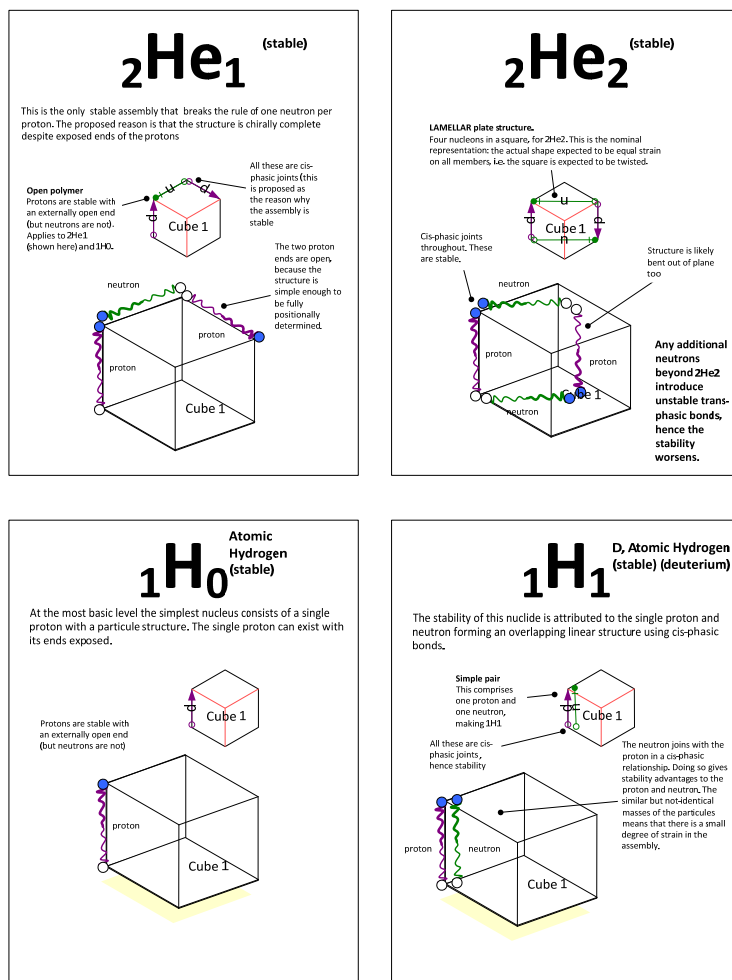 2He1 (stable)
This is the only stable assembly that breaks the rule of one neutron per
proton. The proposed reason is that the structure is chirally complete
despite exposed ends of the protons
Open polymer
Protons are stable with
an externally open end
(but neutrons are not).
Applies to 2He1
(shown here) and 1H0.
All these are cis-
phasic joints (this
is proposed as
the reason why
the assembly is
stable
n
p
p
Cube 1
The two proton
ends are open,
because the
structure is
simple enough to
be fully
positionally
determined.
neutron
proton
proton
Cube 1
2He2 (stable)
LAMELLAR plate structure.
Four nucleons in a square, for 2He2. This is the nominal
representation: the actual shape expected to be equal strain
on all members, i.e. the square is expected to be twisted.
n
p
p
Cube 1
n
Cis-phasic joints
throughout. These
are stable.
Structure is likely
bent out of plane
too
neutron
proton
proton
Cube 1
neutron
Any additional
neutrons
beyond 2He2
introduce
unstable trans-
phasic bonds,
hence the
stability
worsens.
1H0 Atomic
Hydrogen
(stable)
At the most basic level the simplest nucleus consists of a single
proton with a particule structure. The single proton can exist with
its ends exposed.
p
Cube 1
Protons are stable with
an externally open end
(but neutrons are not)
proton
Cube 1
1H1 D, Atomic Hydrogen
(stable) (deuterium)
The stability of this nuclide is attributed to the single proton and
neutron forming an overlapping linear structure using cis-phasic
bonds.
Simple pair
This comprises
one proton and
one neutron,
making 1H1
p
n
Cube 1
All these are cis-
phasic joints ,
hence stability
The neutron joins with the
proton in a cis-phasic
relationship. Doing so gives
stability advantages to the
proton and neutron. The
similar but not-identical
masses of the particules
means that there is a small
degree of strain in the
assembly.
proton
neutron
Cube 1